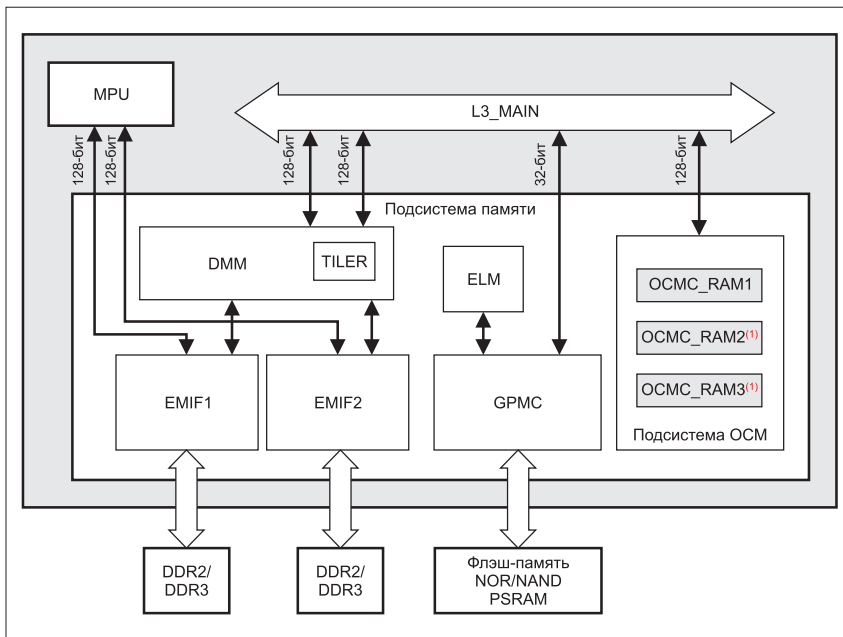 MPU
L3_MAIN
128-бит
128-бит
128-бит
128-бит
32-бит
128-бит
Подсистема памяти
DMM
TILER
ELM
OCMC_RAM1
OCMC_RAM2(1)
OCMC_RAM3(1)
Подсистема OCM
EMIF1
EMIF2
GPMC
DDR2/
DDR3
DDR2/
DDR3
Флэш-память
NOR/NAND
PSRAM